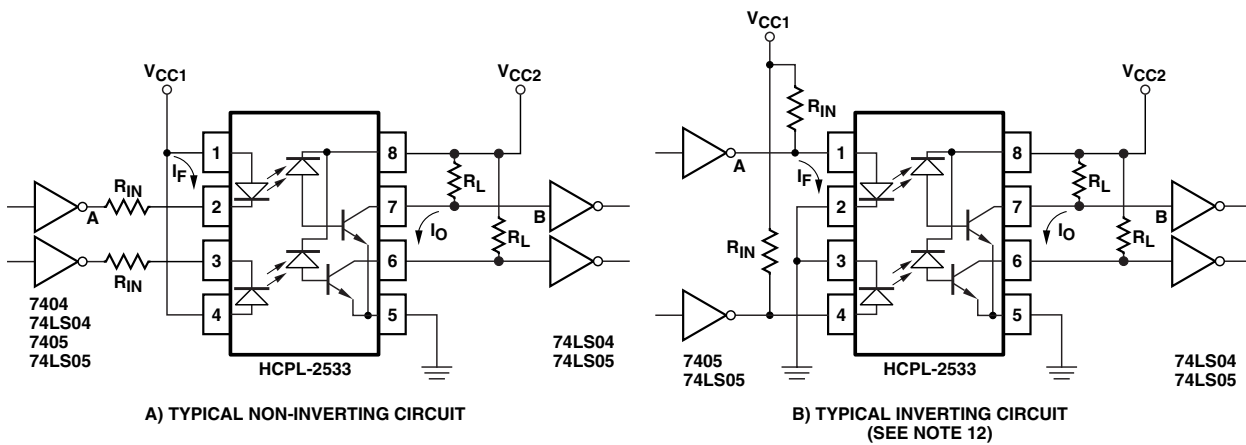 VCC1
VCC2
1
2
3
4
8
7
6
5
IF
RIN
A
RIN
RL
IO
B
RL
7404
74LS04
7405
74LS05
HCPL-2533
74LS04
74LS05
A) TYPICAL NON-INVERTING CIRCUIT
VCC1
VCC2
RIN
A
IF
RIN
1
2
3
4
8
7
6
5
RL
IO
B
RL
7405
74LS05
HCPL-2533
74LS04
74LS05
B) TYPICAL INVERTING CIRCUIT
(SEE NOTE 12)